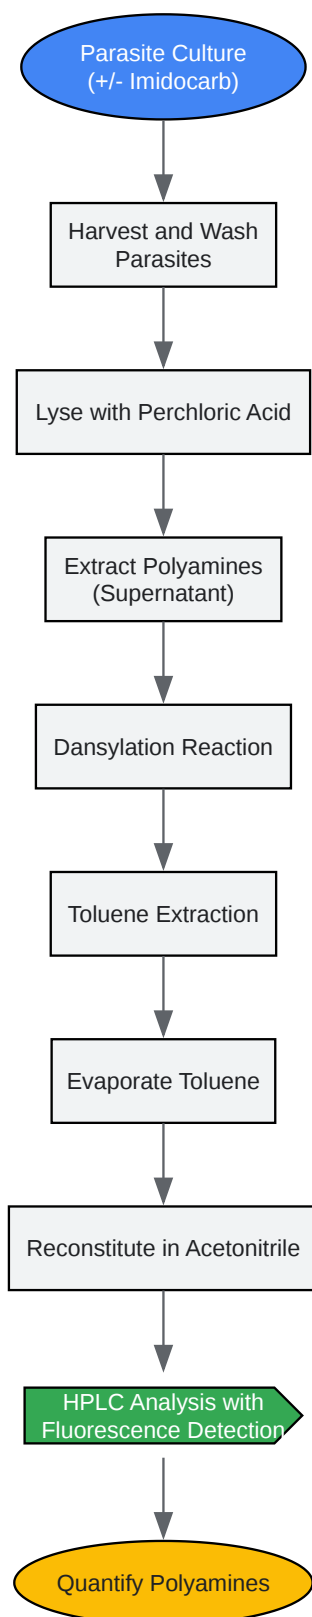 Parasite Culture
(+/- Imidocarb)
Harvest and Wash
Parasites
Lyse with Perchloric Acid
Extract Polyamines
(Supernatant)
Dansylation Reaction
Toluene Extraction
Evaporate Toluene
Reconstitute in Acetonitrile
HPLC Analysis with
Fluorescence Detection
Quantify Polyamines